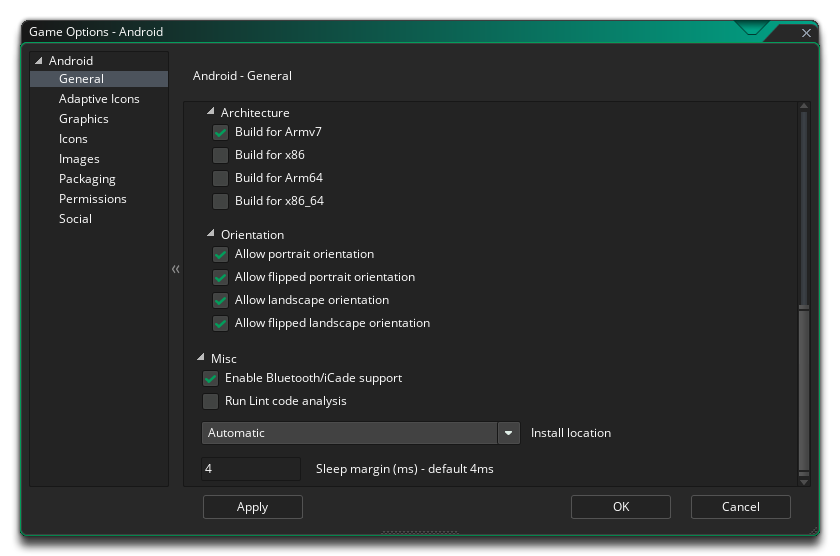 Game Options - Android
Android
General
Adaptive Icons
Graphics
Icons
Images
Packaging
Permissions
Social
Android - General
Architecture
Build for Armv7
Build for x86
Build for Arm64
Build for x86_64
Orientation
Allow portrait orientation
Allow flipped portrait orientation
Allow landscape orientation
Allow flipped landscape orientation
Misc
Enable Bluetooth/iCade support
Run Lint code analysis
Automatic Install location
4 Sleep margin (ms) - default 4ms
Apply OK Cancel